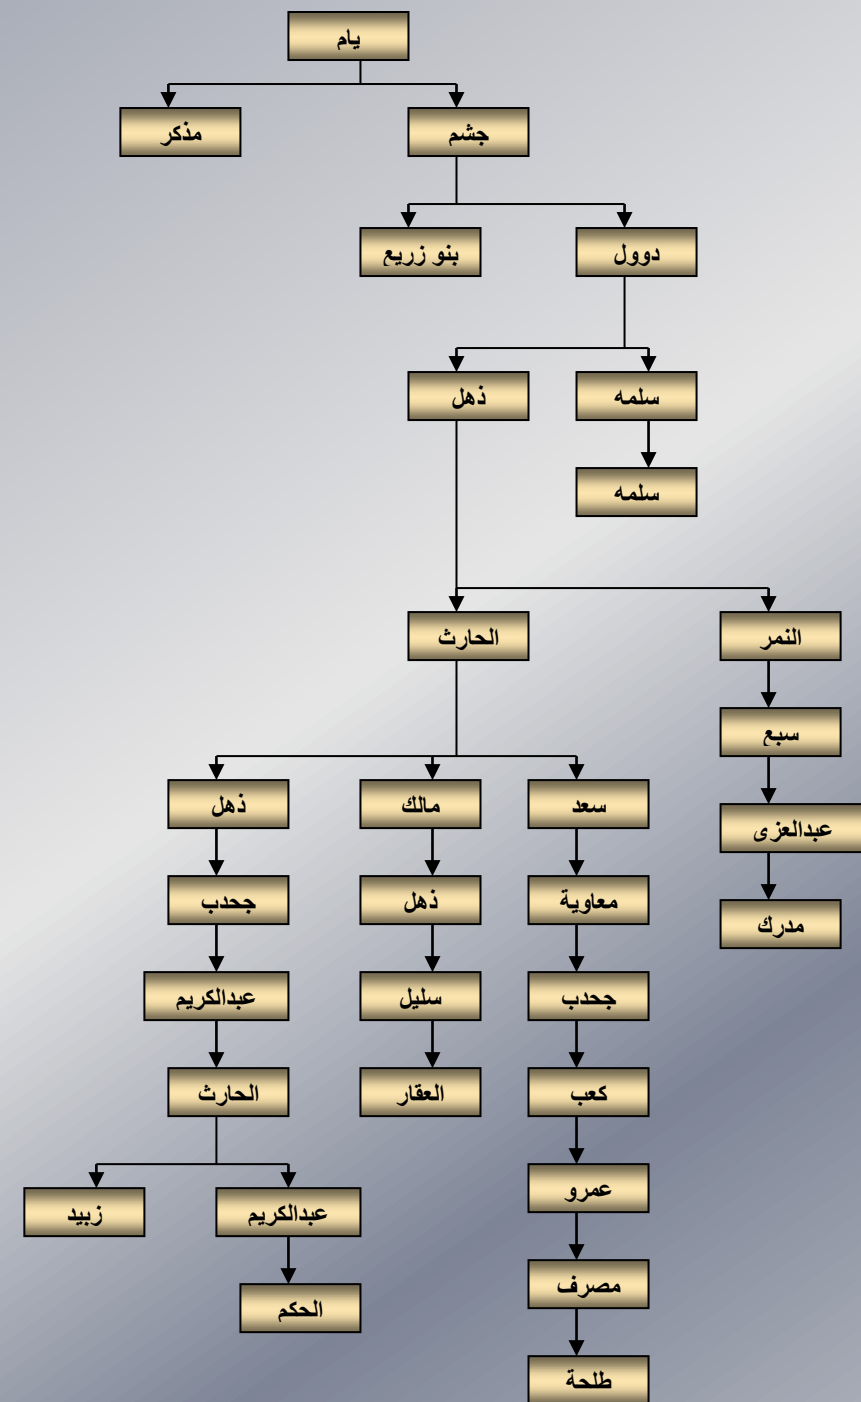 يام
جشم
مذكر
دوول
بنو زريع
سلمه
ذهل
سلمه
النمر
الحارث
سبع
سعد
مالك
ذهل
عبدالعزى
معاوية
ذهل
جحدب
مدرك
جحدب
سليل
عبدالكريم
كعب
العقار
الحارث
عمرو
عبدالكريم
زبيد
مصرف
الحكم
طلحة